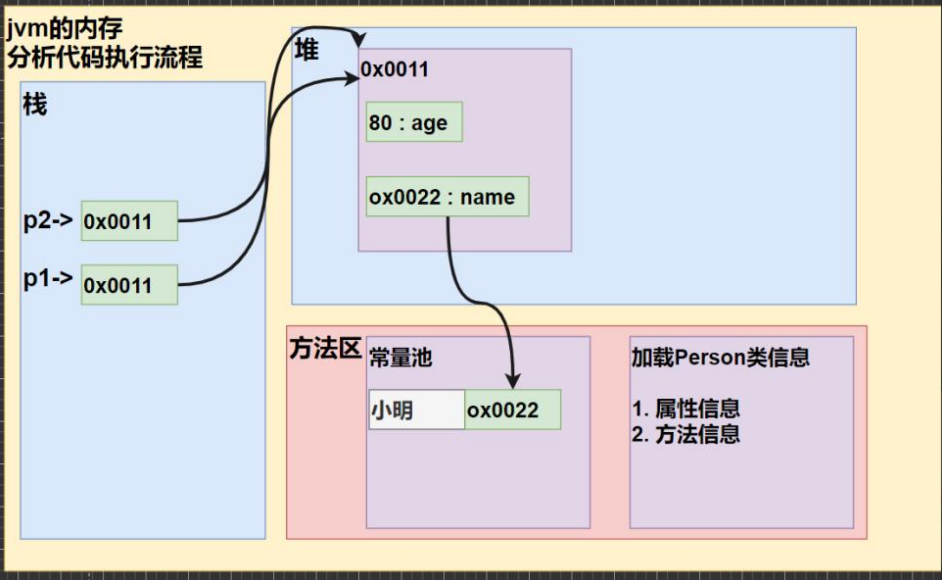 jvm的内存
分析代码执行流程
栈
p2-> 0x0011
p1-> 0x0011
堆
0x0011
80 : age
ox0022 : name
方法区
常量池
小明 ox0022
加载Person类信息
1. 属性信息
2. 方法信息